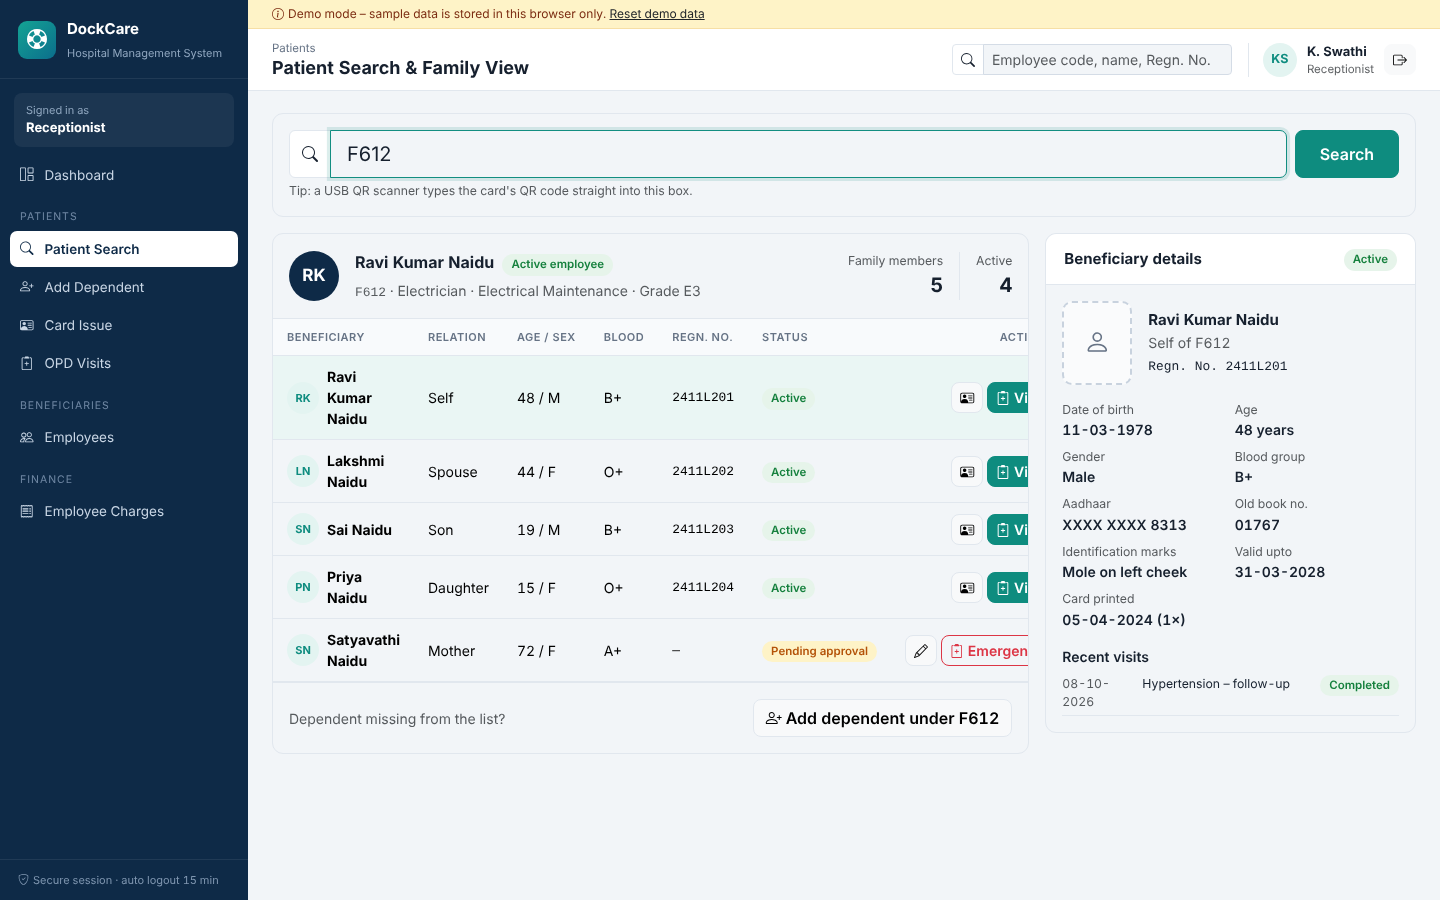 DockCare
Hospital Management System
Signed in as
Receptionist
Dashboard
PATIENTS
Patient Search
Add Dependent
Card Issue
OPD Visits
BENEFICIARIES
Employees
FINANCE
Employee Charges
Secure session · auto logout 15 min
Demo mode – sample data is stored in this browser only. Reset demo data
Patients
Patient Search & Family View
Employee code, name, Regn. No.
KS
K. Swathi
Receptionist
F612
Search
Tip: a USB QR scanner types the card's QR code straight into this box.
RK
Ravi Kumar Naidu
Active employee
F612 · Electrician · Electrical Maintenance · Grade E3
Family members
5
Active
4
BENEFICIARY RELATION AGE / SEX BLOOD REGN. NO. STATUS ACTI
RK Ravi Kumar Naidu Self 48 / M B+ 2411L201 Active Vi
LN Lakshmi Naidu Spouse 44 / F O+ 2411L202 Active Vi
SN Sai Naidu Son 19 / M B+ 2411L203 Active Vi
PN Priya Naidu Daughter 15 / F O+ 2411L204 Active Vi
SN Satyavathi Naidu Mother 72 / F A+ – Pending approval Emergen
Dependent missing from the list?
Add dependent under F612
Beneficiary details
Active
Ravi Kumar Naidu
Self of F612
Regn. No. 2411L201
Date of birth
11-03-1978
Age
48 years
Gender
Male
Blood group
B+
Aadhaar
XXXX XXXX 8313
Old book no.
01767
Identification marks
Mole on left cheek
Valid upto
31-03-2028
Card printed
05-04-2024 (1×)
Recent visits
08-10-2026 Hypertension – follow-up Completed